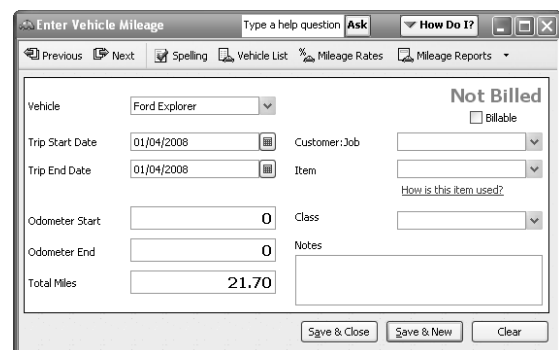 Enter Vehicle Mileage Type a help question Ask How Do I?
Previous Next Spelling Vehicle List Mileage Rates Mileage Reports
Not Billed
Vehicle Ford Explorer Billable
Trip Start Date 01/04/2008 Customer:Job
Trip End Date 01/04/2008 Item
How is this item used?
Odometer Start 0 Class
Odometer End 0 Notes
Total Miles 21.70
Save & Close Save & New Clear